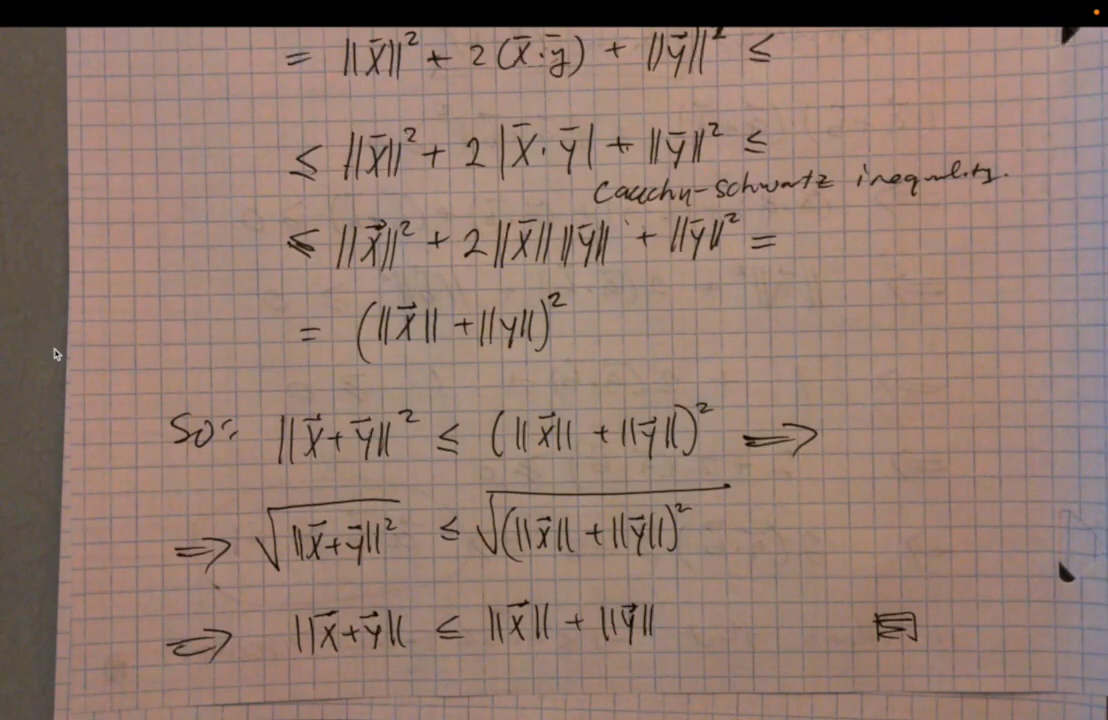 = ||x̄||² + 2 (x̄·ȳ) + ||ȳ||² ≤
≤ ||x̄||² + 2 |x̄·ȳ| + ||ȳ||² ≤
Cauchy-Schwartz inequality.
≤ ||x⃗||² + 2 ||x̄|| ||ȳ|| + ||ȳ||² =
= (||x⃗|| + ||y||)²
So: ||x⃗+y⃗||² ≤ (||x⃗|| + ||y⃗||)² ⟹
⟹ √||x⃗+y⃗||² ≤ √(||x⃗|| + ||y⃗||)²
⟹ ||x⃗+y⃗|| ≤ ||x⃗|| + ||y⃗||